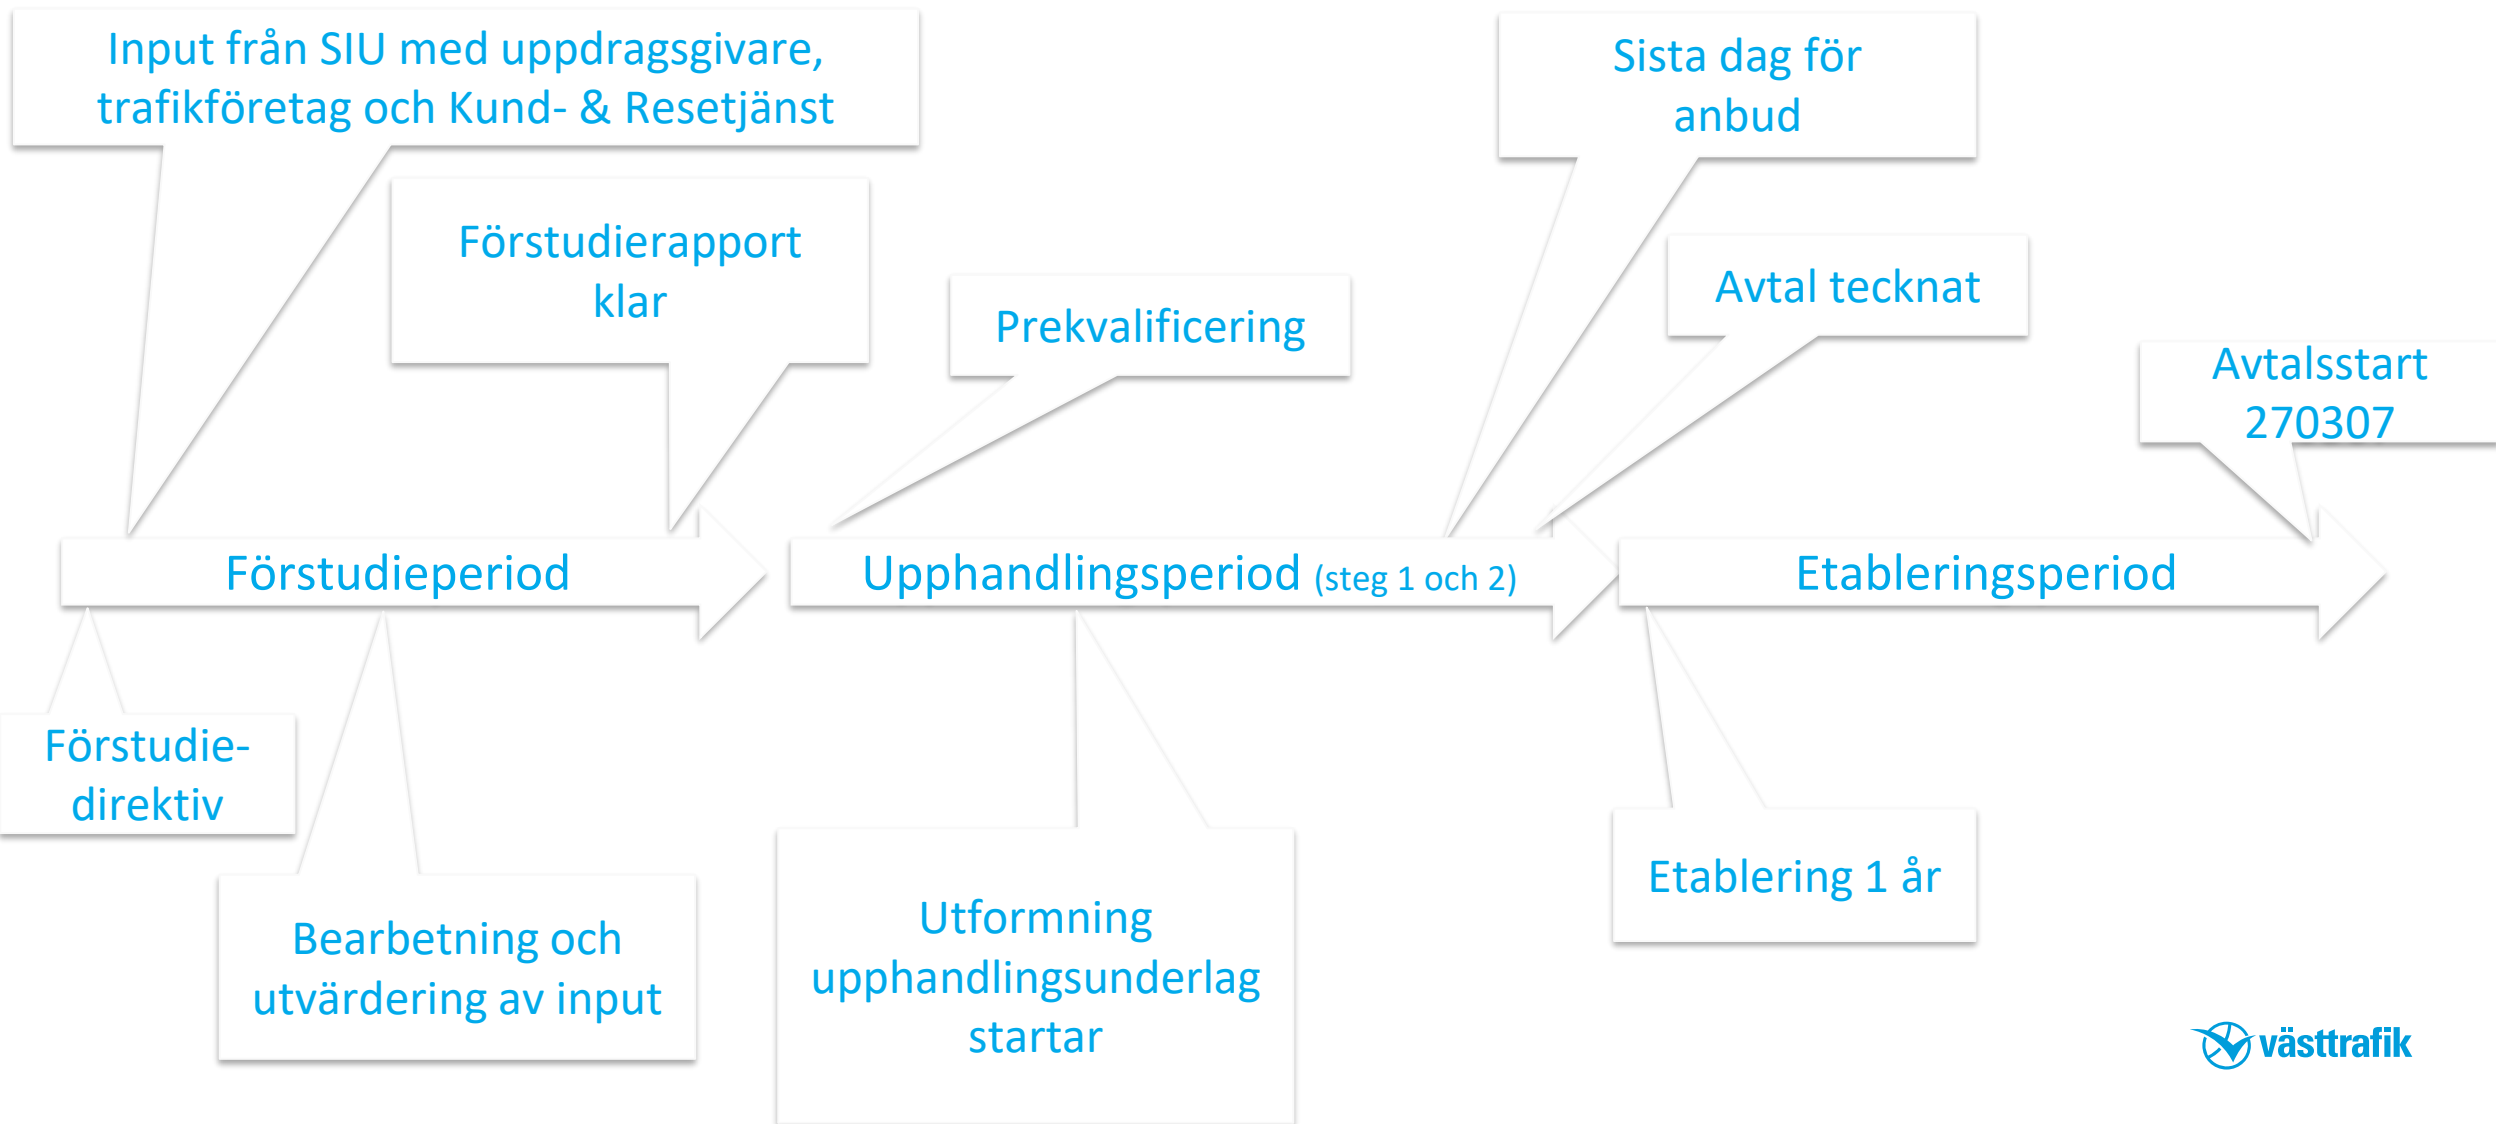 Input från SIU med uppdragsgivare,
trafikföretag och Kund- & Resetjänst
Sista dag för
anbud
Förstudierapport
klar
Prekvalificering
Avtal tecknat
Avtalsstart
270307
Förstudieperiod
Upphandlingsperiod (steg 1 och 2)
Etableringsperiod
Förstudie-
direktiv
Bearbetning och
utvärdering av input
Utformning
upphandlingsunderlag
startar
Etablering 1 år
västtrafik